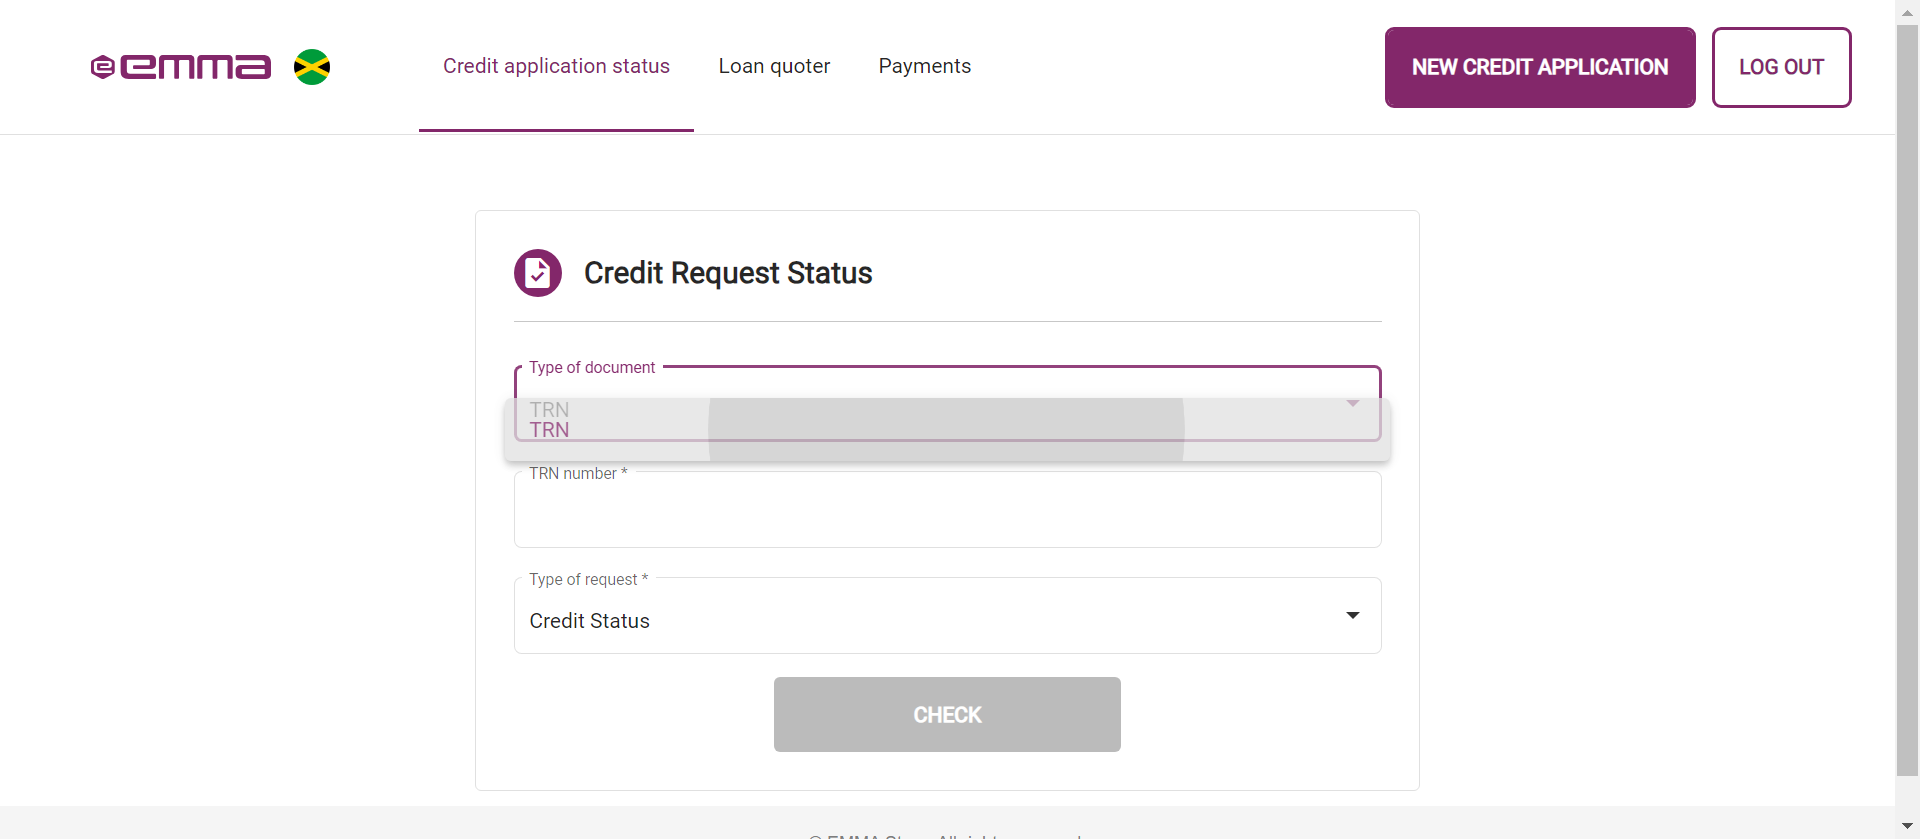 emma
Credit application status
Loan quoter
Payments
NEW CREDIT APPLICATION
LOG OUT
Credit Request Status
Type of document
TRN
TRN
TRN number *
Type of request *
Credit Status
CHECK